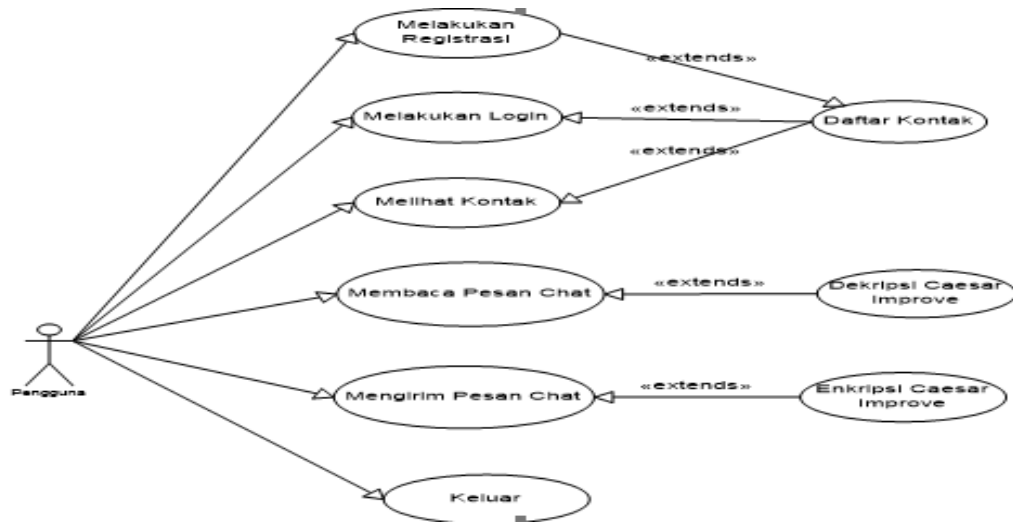 Melakukan
Registrasi
«extends»
Melakukan Login
«extends»
Daftar Kontak
«extends»
Melihat Kontak
Membaca Pesan Chat
«extends»
Dekripsi Caesar
Improve
Pangguna
Mengirim Pesan Chat
«extends»
Enkripsi Caesar
Improve
Keluar